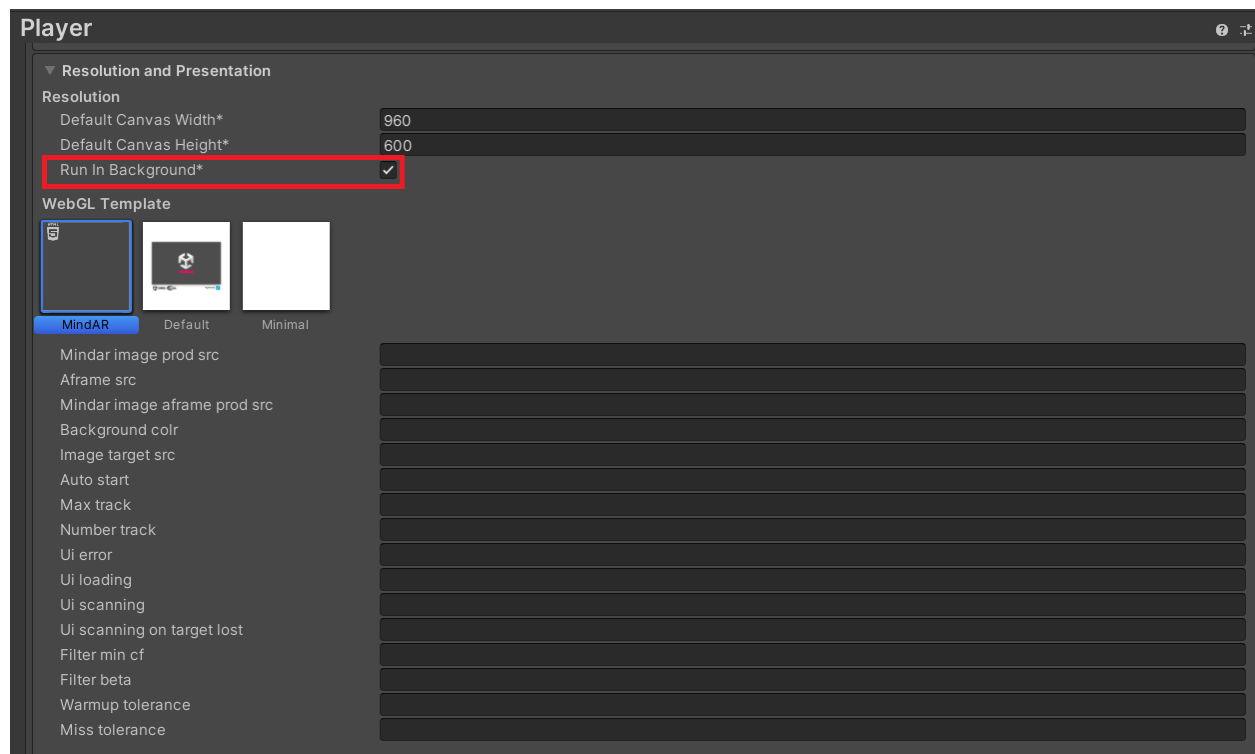 Player
Resolution and Presentation
Resolution
Default Canvas Width* 960
Default Canvas Height* 600
Run In Background*
WebGL Template
MindAR Default Minimal
Mindar image prod src
Aframe src
Mindar image aframe prod src
Background colr
Image target src
Auto start
Max track
Number track
Ui error
Ui loading
Ui scanning
Ui scanning on target lost
Filter min cf
Filter beta
Warmup tolerance
Miss tolerance